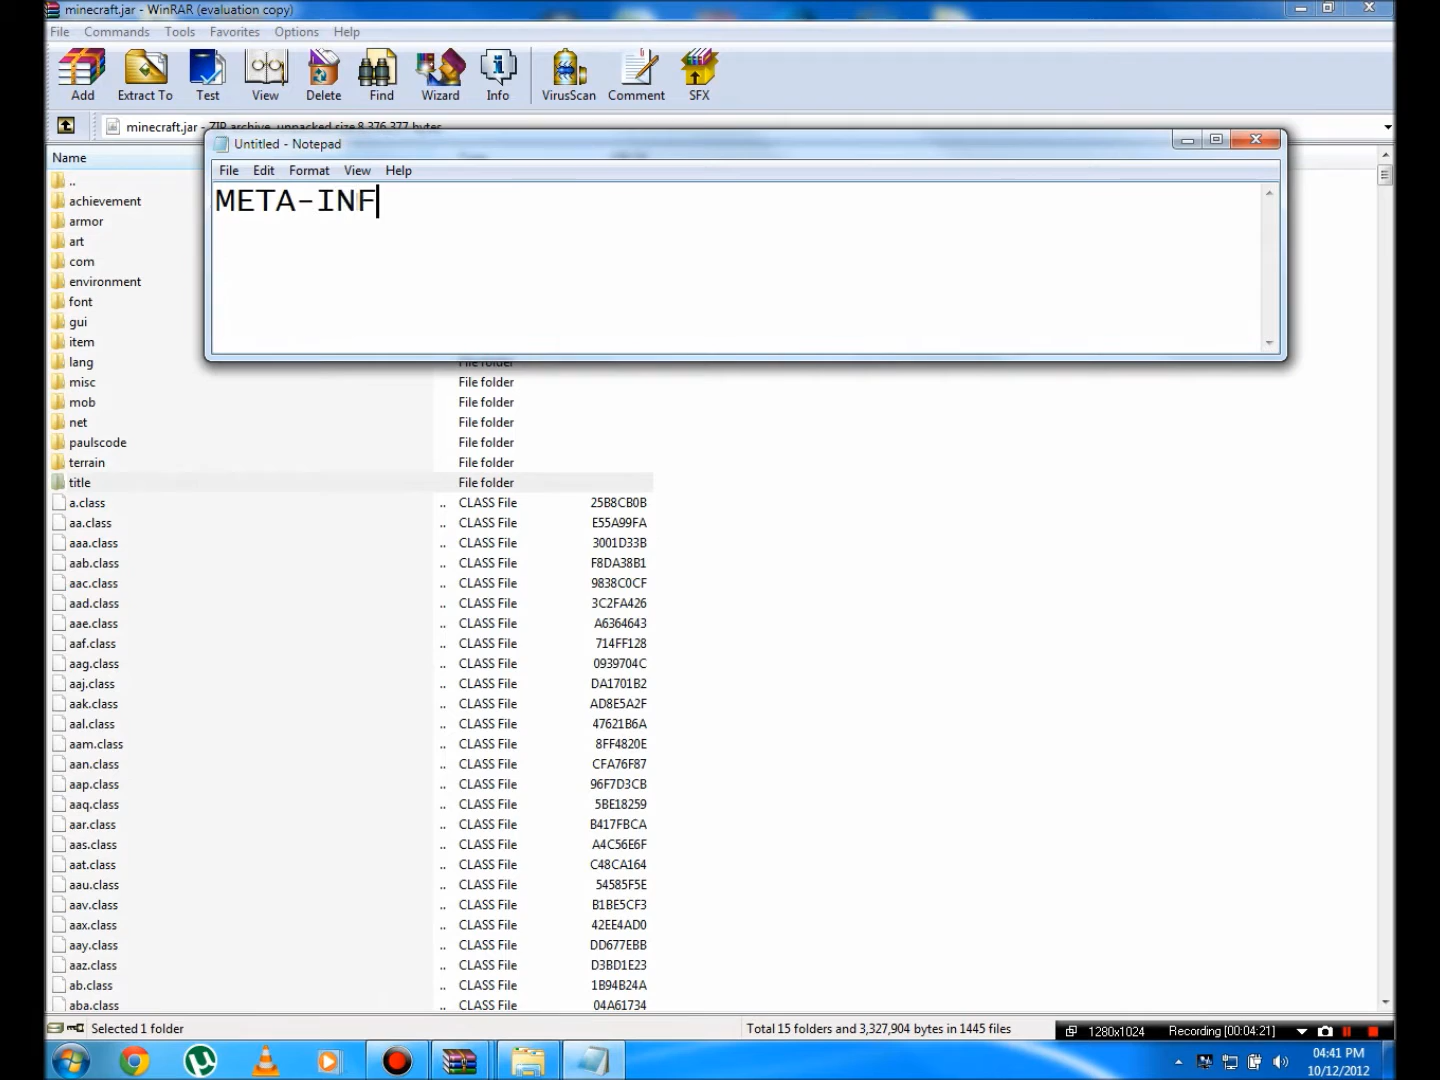 minecraft.jar - WinRAR (evaluation copy)
File Commands Tools Favorites Options Help
Add Extract To Test View Delete Find Wizard Info VirusScan Comment SFX
minecraft.jar - ZIP archive, unpacked size 8,376,377 bytes
Name
Untitled - Notepad
File Edit Format View Help
META-INF
..
achievement
armor
art
com
environment
font
gui
item
lang File folder
misc File folder
mob File folder
net File folder
paulscode File folder
terrain File folder
title File folder
a.class .. CLASS File 25B8CB0B
aa.class .. CLASS File E55A99FA
aaa.class .. CLASS File 3001D33B
aab.class .. CLASS File F8DA38B1
aac.class .. CLASS File 9838C0CF
aad.class .. CLASS File 3C2FA426
aae.class .. CLASS File A6364643
aaf.class .. CLASS File 714FF128
aag.class .. CLASS File 0939704C
aaj.class .. CLASS File DA1701B2
aak.class .. CLASS File AD8E5A2F
aal.class .. CLASS File 47621B6A
aam.class .. CLASS File 8FF4820E
aan.class .. CLASS File CFA76F87
aap.class .. CLASS File 96F7D3CB
aaq.class .. CLASS File 5BE18259
aar.class .. CLASS File B417FBCA
aas.class .. CLASS File A4C56E6F
aat.class .. CLASS File C48CA164
aau.class .. CLASS File 54585F5E
aav.class .. CLASS File B1BE5CF3
aax.class .. CLASS File 42EE4AD0
aay.class .. CLASS File DD677EBB
aaz.class .. CLASS File D3BD1E23
ab.class .. CLASS File 1B94B24A
aba.class .. CLASS File 04A61734
Selected 1 folder Total 15 folders and 3,327,904 bytes in 1445 files
1280x1024 Recording [00:04:21]
04:41 PM
10/12/2012